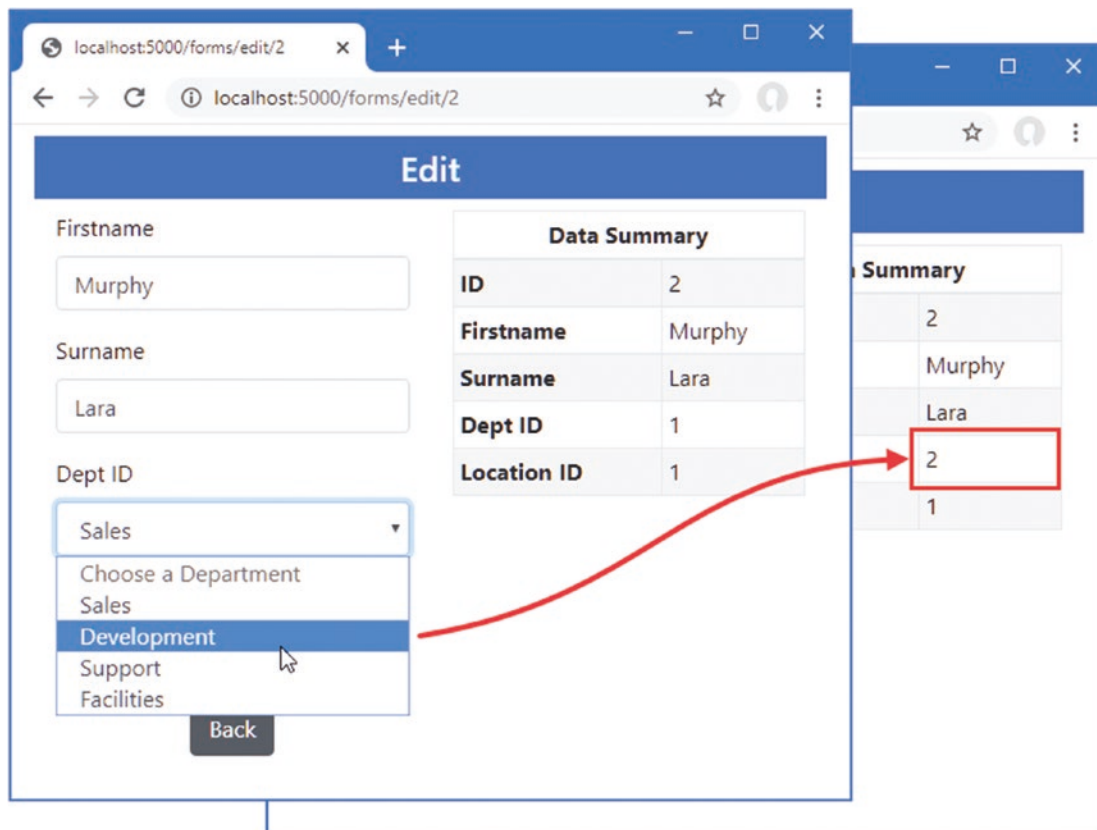 localhost:5000/forms/edit/2
localhost:5000/forms/edit/2
Edit
Firstname
Murphy
Surname
Lara
Dept ID
Sales
Choose a Department
Sales
Development
Support
Facilities
Back
Data Summary
ID 2
Firstname Murphy
Surname Lara
Dept ID 1
Location ID 1
Summary
2
Murphy
Lara
2
1